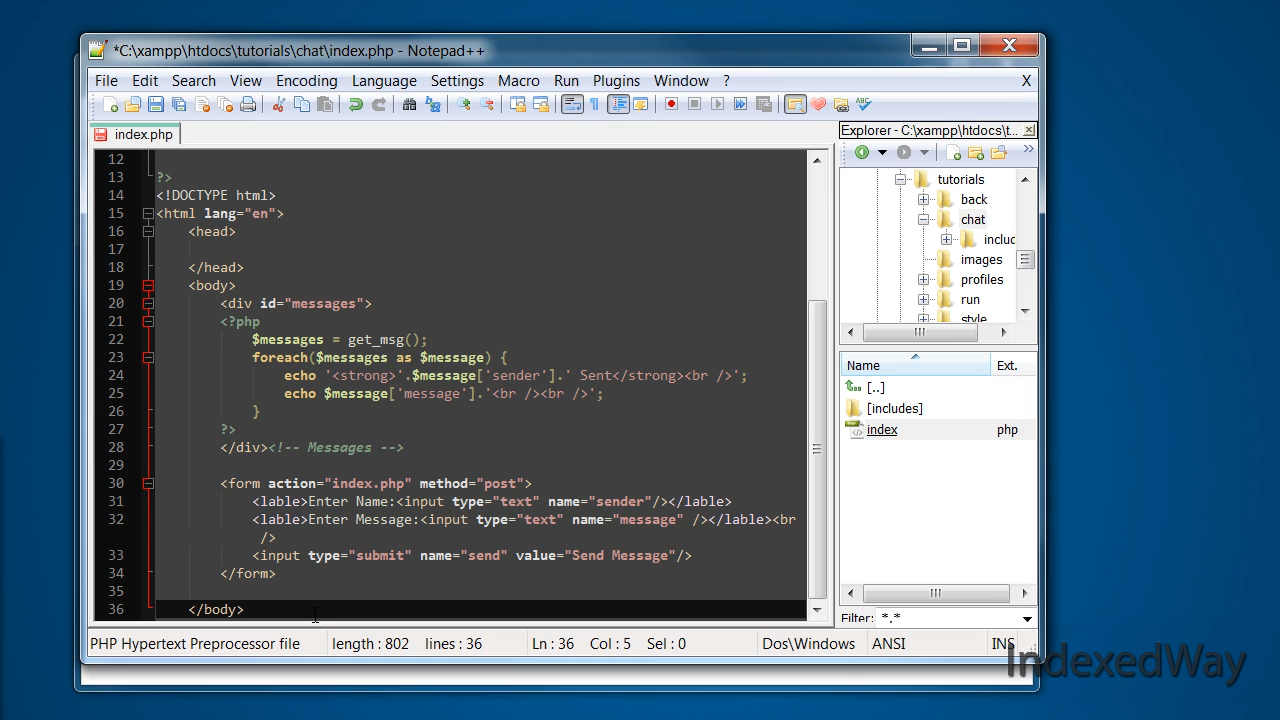 *C:\xampp\htdocs\tutorials\chat\index.php - Notepad++
File Edit Search View Encoding Language Settings Macro Run Plugins Window ? X
index.php
Explorer - C:\xampp\htdocs\t...
12
13 ?>
14 <!DOCTYPE html>
15 <html lang="en">
16 <head>
17
18 </head>
19 <body>
20 <div id="messages">
21 <?php
22 $messages = get_msg();
23 foreach($messages as $message) {
24 echo '<strong>'.$message['sender'].' Sent</strong><br />';
25 echo $message['message'].'<br /><br />';
26 }
27 ?>
28 </div><!-- Messages -->
29
30 <form action="index.php" method="post">
31 <lable>Enter Name:<input type="text" name="sender"/></lable>
32 <lable>Enter Message:<input type="text" name="message" /></lable><br
/>
33 <input type="submit" name="send" value="Send Message"/>
34 </form>
35
36 </body>
tutorials
back
chat
includ
images
profiles
run
style
Name Ext.
[..]
[includes]
index php
Filter: *.*
PHP Hypertext Preprocessor file length : 802 lines : 36 Ln : 36 Col : 5 Sel : 0 Dos\Windows ANSI INS
IndexedWay